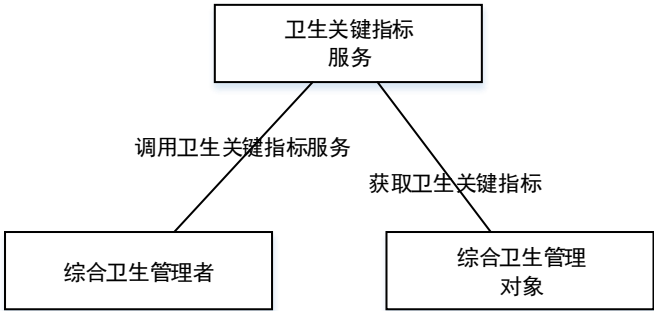 卫生关键指标
服务
调用卫生关键指标服务
获取卫生关键指标
综合卫生管理者
综合卫生管理
对象